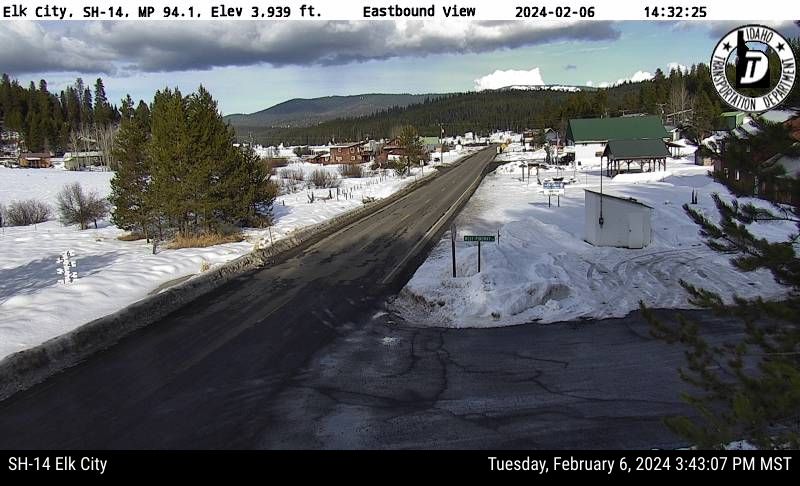 Elk City, SH-14, MP 94.1, Elev 3,939 ft. Eastbound View 2024-02-06 14:32:25
IDAHO
TRANSPORTATION DEPARTMENT
SH-14 Elk City Tuesday, February 6, 2024 3:43:07 PM MST